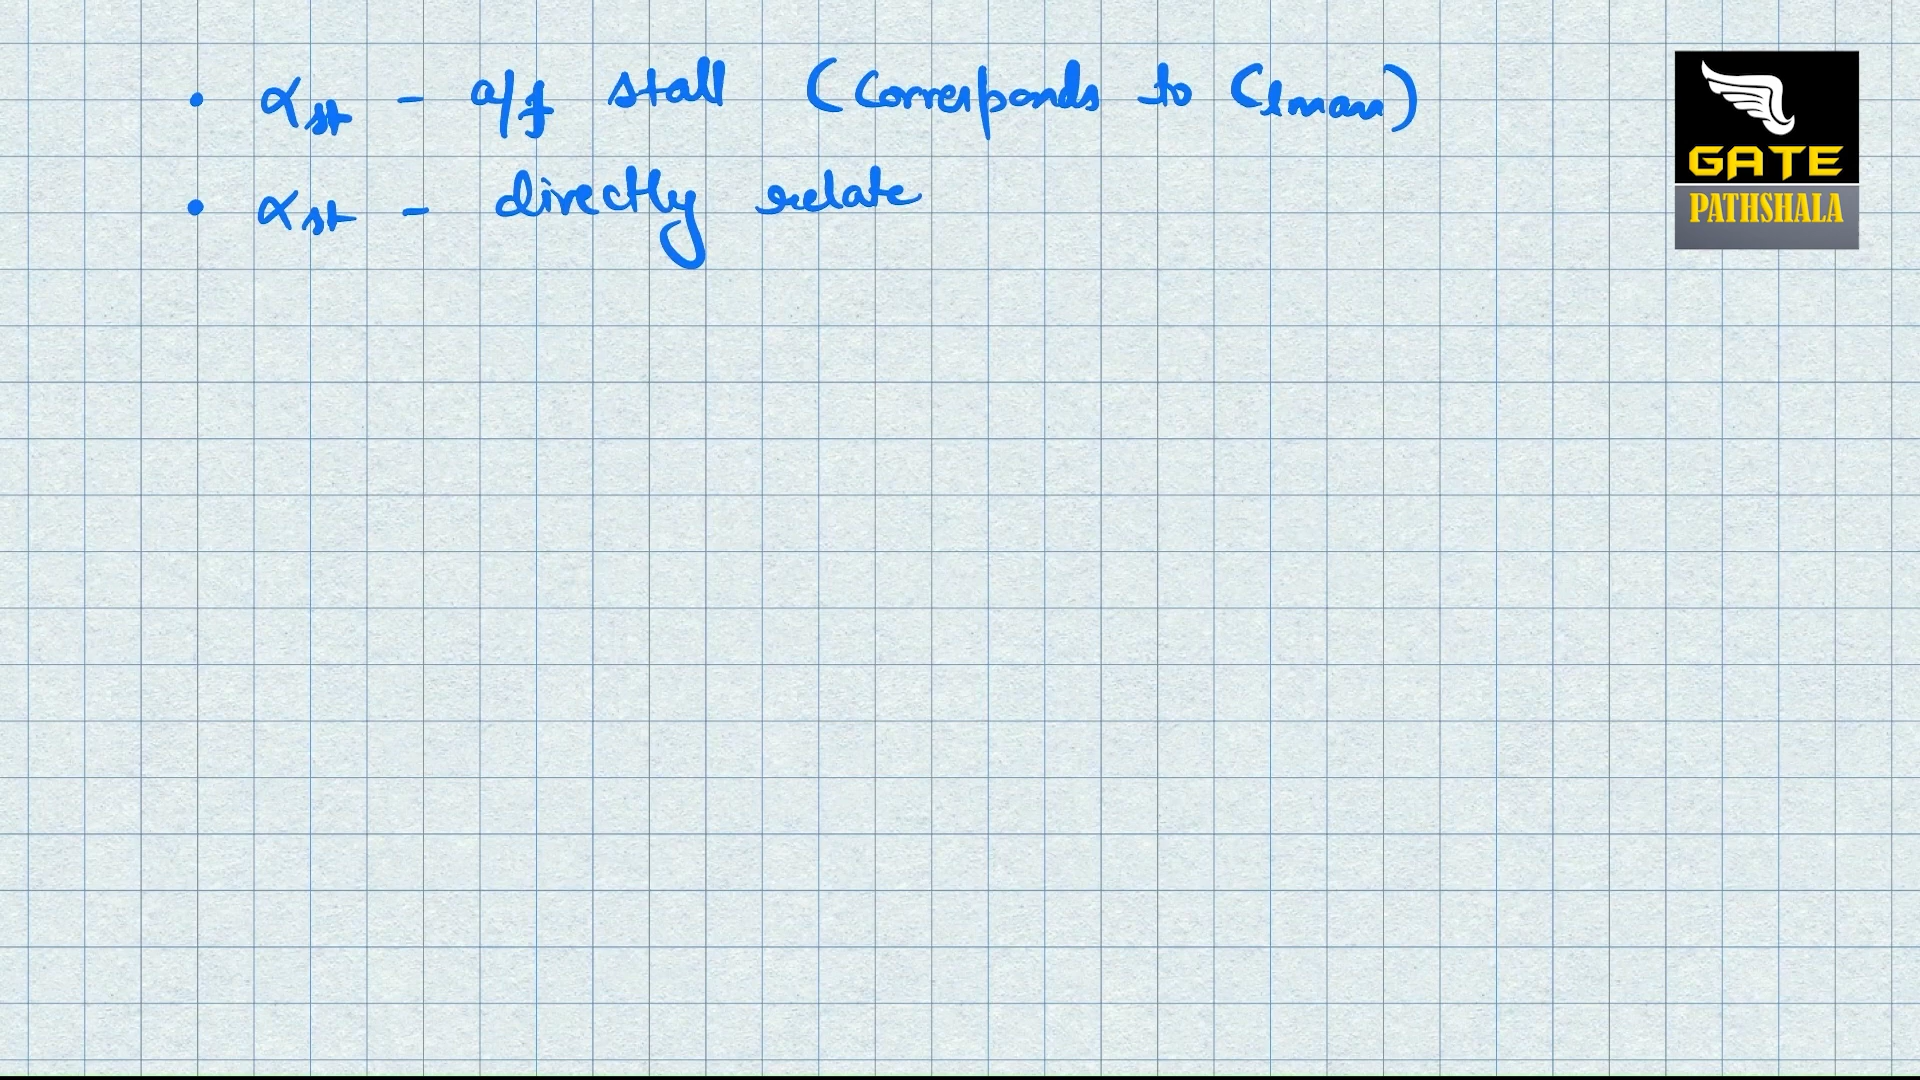 • α_st - a/f stall (Corresponds to C_lmax)
• α_st - directly relate
GATE
PATHSHALA